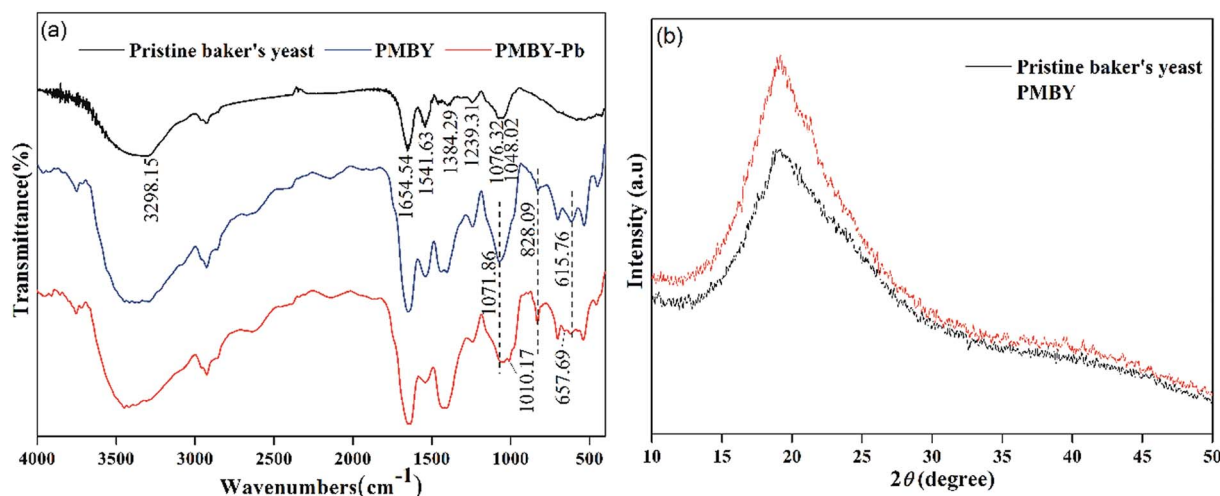 (a)
Pristine baker's yeast
PMBY
PMBY-Pb
3298.15
1654.54
1541.63
1384.29
1239.31
1076.32
1048.02
1071.86
828.09
615.76
1010.17
657.69
Transmittance(%)
4000
3500
3000
2500
2000
1500
1000
500
Wavenumbers(cm⁻¹)
(b)
Pristine baker's yeast
PMBY
Intensity (a.u)
10
15
20
25
30
35
40
45
50
2θ (degree)